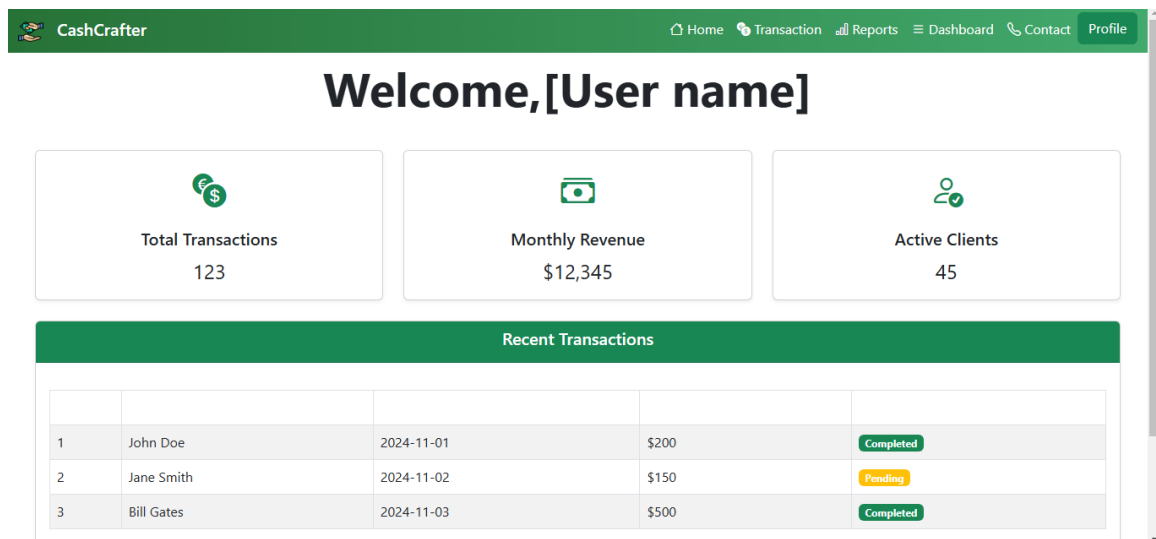 CashCrafter Home Transaction Reports Dashboard Contact Profile
Welcome,[User name]
Total Transactions
123
Monthly Revenue
$12,345
Active Clients
45
Recent Transactions
1 John Doe 2024-11-01 $200 Completed
2 Jane Smith 2024-11-02 $150 Pending
3 Bill Gates 2024-11-03 $500 Completed